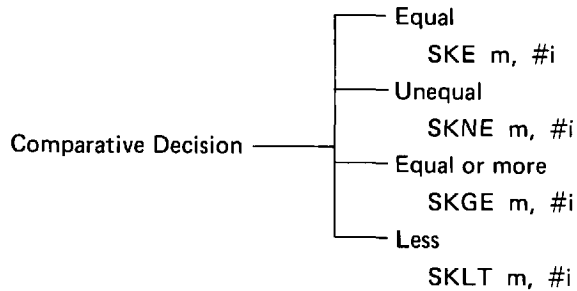 Equal
SKE m, #i
Unequal
SKNE m, #i
Comparative Decision
Equal or more
SKGE m, #i
Less
SKLT m, #i